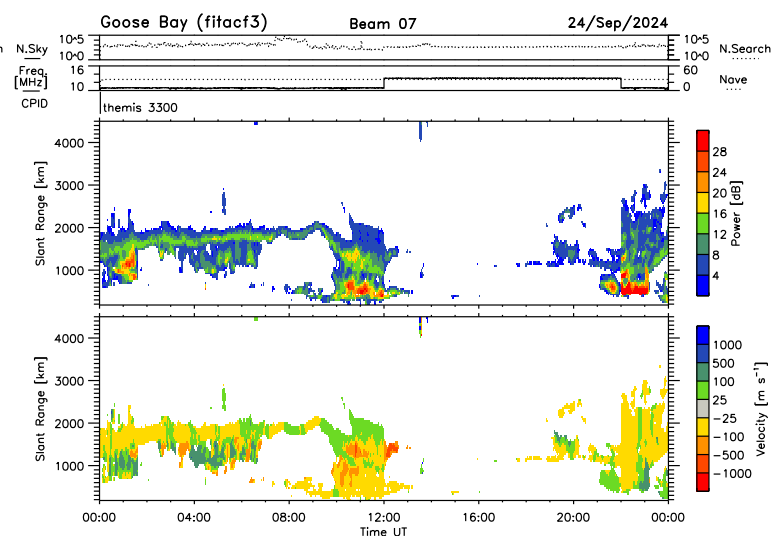 Goose Bay (fitacf3) Beam 07 24/Sep/2024
N.Sky 10^5 10^0 10^5 10^0 N.Search
Freq. [MHz] 16 10 60 0 Nave
CPID themis 3300
Slant Range [km] 4000 3000 2000 1000
Power [dB] 28 24 20 16 12 8 4
Slant Range [km] 4000 3000 2000 1000
Velocity [m s⁻¹] 1000 500 100 25 -25 -100 -500 -1000
00:00 04:00 08:00 12:00 16:00 20:00 00:00
Time UT